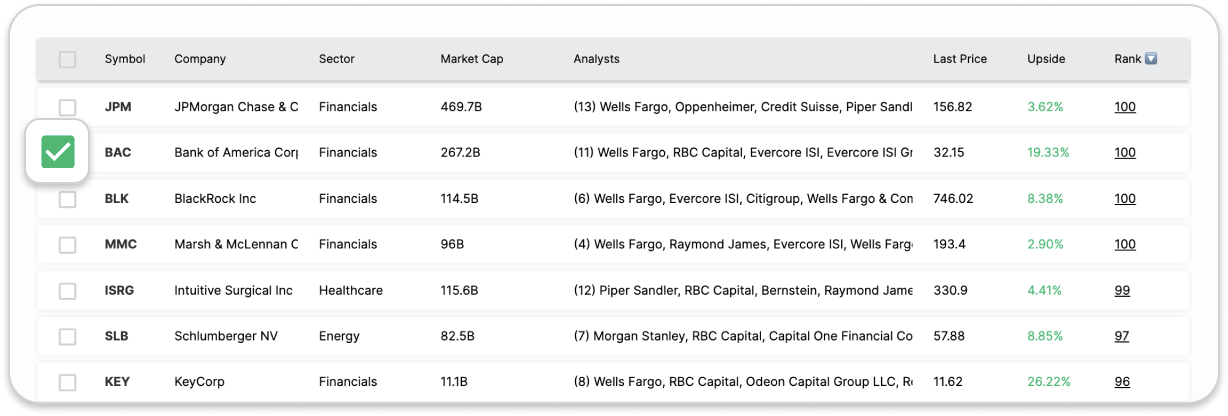 Symbol Company Sector Market Cap Analysts Last Price Upside Rank
JPM JPMorgan Chase & C Financials 469.7B (13) Wells Fargo, Oppenheimer, Credit Suisse, Piper Sandl 156.82 3.62% 100
BAC Bank of America Corp Financials 267.2B (11) Wells Fargo, RBC Capital, Evercore ISI, Evercore ISI Gr 32.15 19.33% 100
BLK BlackRock Inc Financials 114.5B (6) Wells Fargo, Evercore ISI, Citigroup, Wells Fargo & Com 746.02 8.38% 100
MMC Marsh & McLennan C Financials 96B (4) Wells Fargo, Raymond James, Evercore ISI, Wells Farg 193.4 2.90% 100
ISRG Intuitive Surgical Inc Healthcare 115.6B (12) Piper Sandler, RBC Capital, Bernstein, Raymond Jame 330.9 4.41% 99
SLB Schlumberger NV Energy 82.5B (7) Morgan Stanley, RBC Capital, Capital One Financial Co 57.88 8.85% 97
KEY KeyCorp Financials 11.1B (8) Wells Fargo, RBC Capital, Odeon Capital Group LLC, Re 11.62 26.22% 96